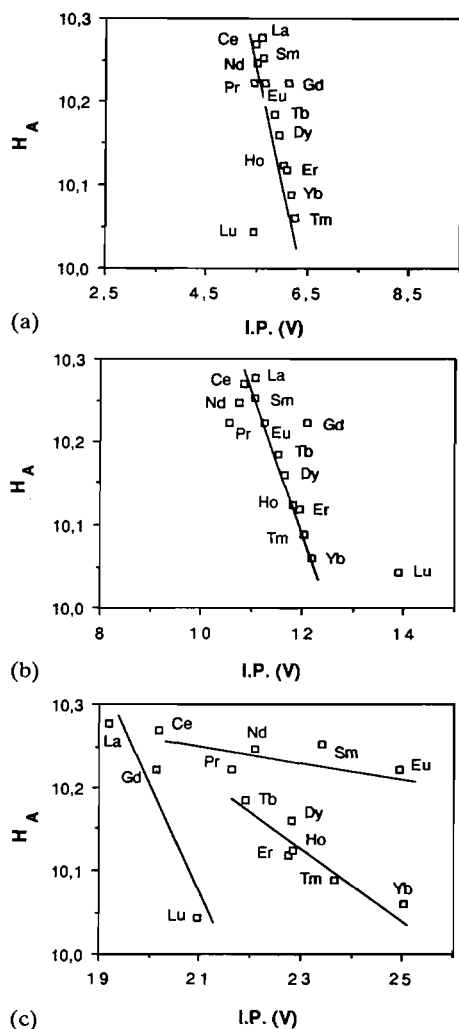 10,3
La
Ce
Sm
Nd
10,2
Pr
Eu
Gd
Tb
H A
Dy
Ho
Er
10,1
Yb
Lu
Tm
10,0
2,5
4,5
6,5
8,5
(a)
I.P. (V)
10,3
Ce
La
Nd
Sm
10,2
Pr
Eu
Gd
Tb
H A
Dy
Ho
Er
10,1
Tm
Yb
Lu
10,0
8
10
12
14
(b)
I.P. (V)
10,3
La
Ce
Nd
Sm
Eu
Gd
Pr
10,2
Tb
Dy
H A
Ho
Er
10,1
Tm
Yb
Lu
10,0
19
21
23
25
(c)
I.P. (V)